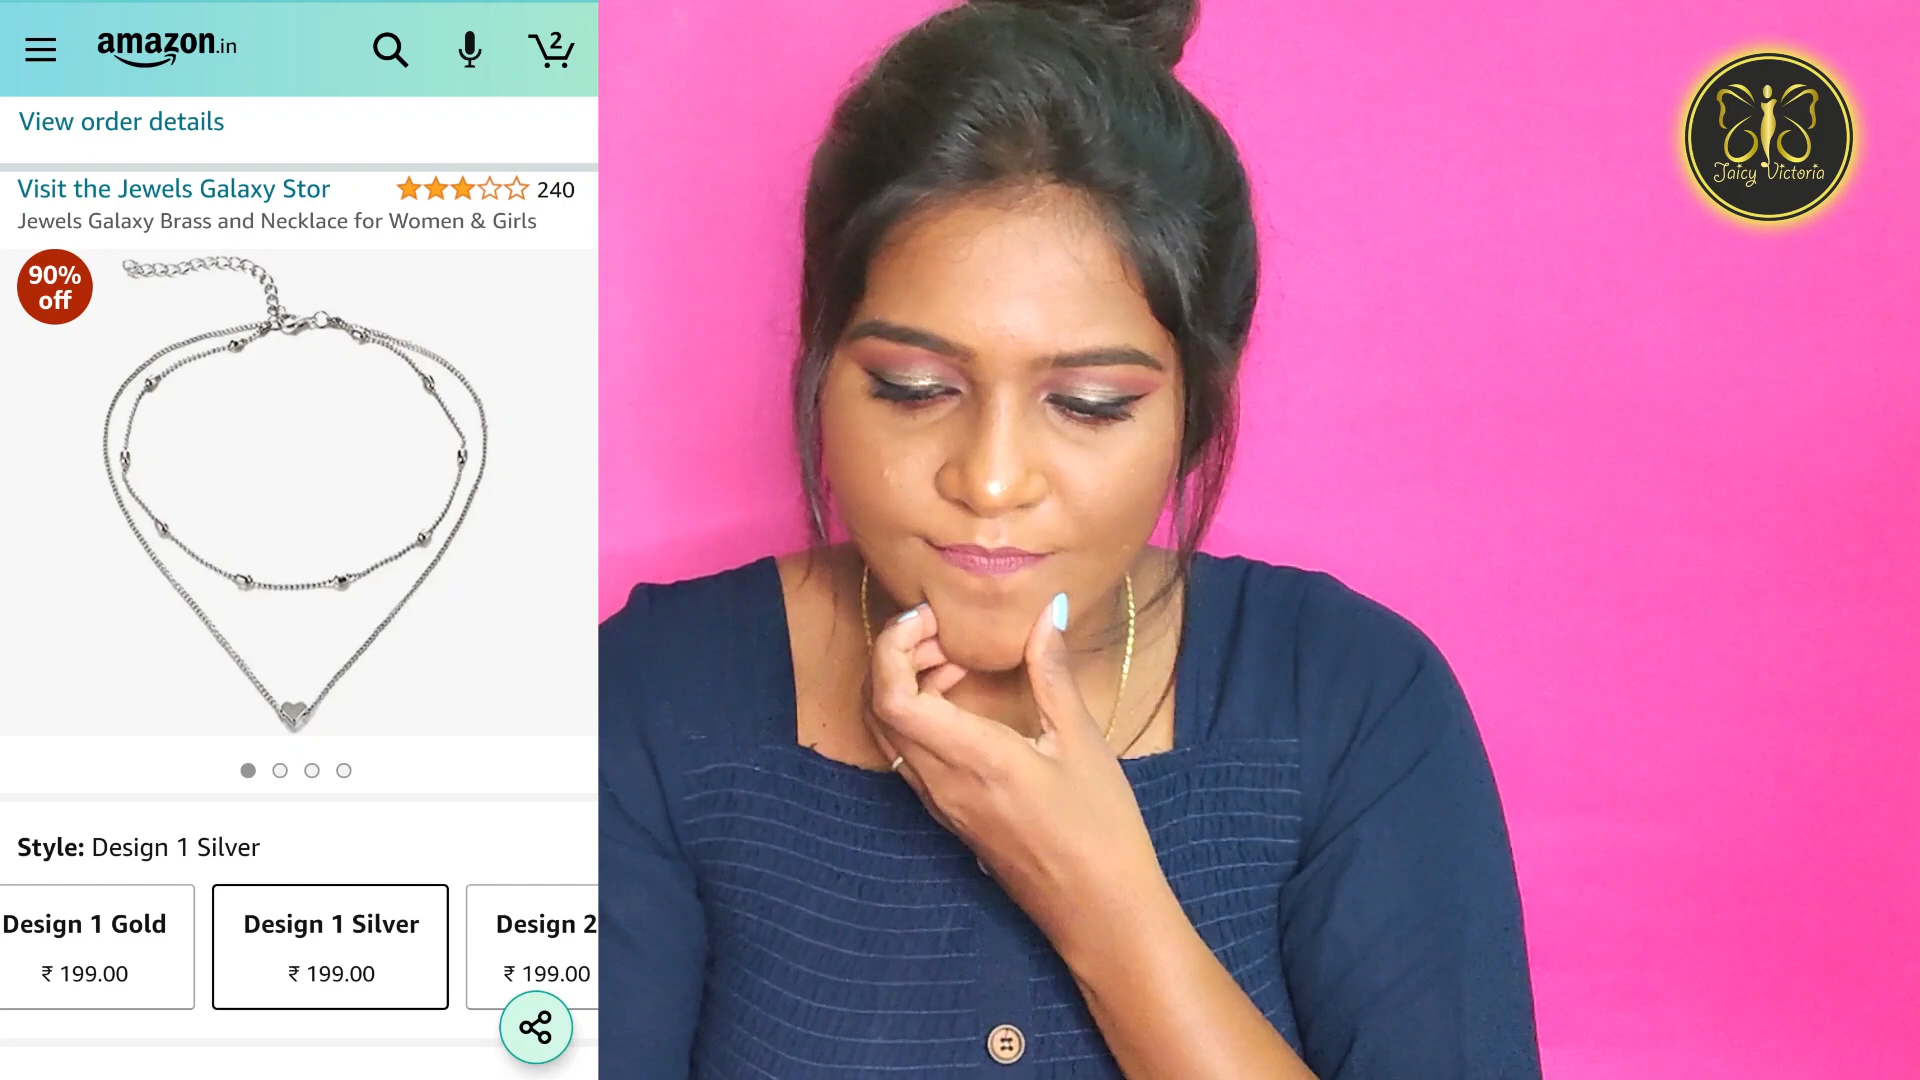 amazon.in
2
View order details
Visit the Jewels Galaxy Stor
240
Jewels Galaxy Brass and Necklace for Women & Girls
90%
off
Style: Design 1 Silver
Design 1 Gold
₹ 199.00
Design 1 Silver
₹ 199.00
Design 2
₹ 199.00
Jaicy Victoria